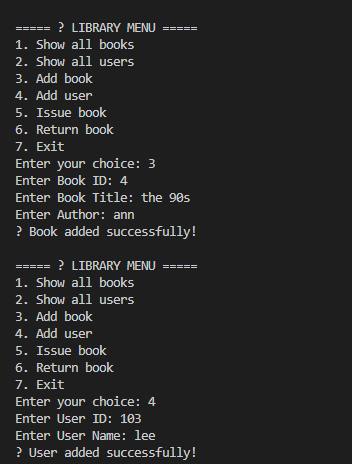 ===== ? LIBRARY MENU =====
1. Show all books
2. Show all users
3. Add book
4. Add user
5. Issue book
6. Return book
7. Exit
Enter your choice: 3
Enter Book ID: 4
Enter Book Title: the 90s
Enter Author: ann
? Book added successfully!
===== ? LIBRARY MENU =====
1. Show all books
2. Show all users
3. Add book
4. Add user
5. Issue book
6. Return book
7. Exit
Enter your choice: 4
Enter User ID: 103
Enter User Name: lee
? User added successfully!